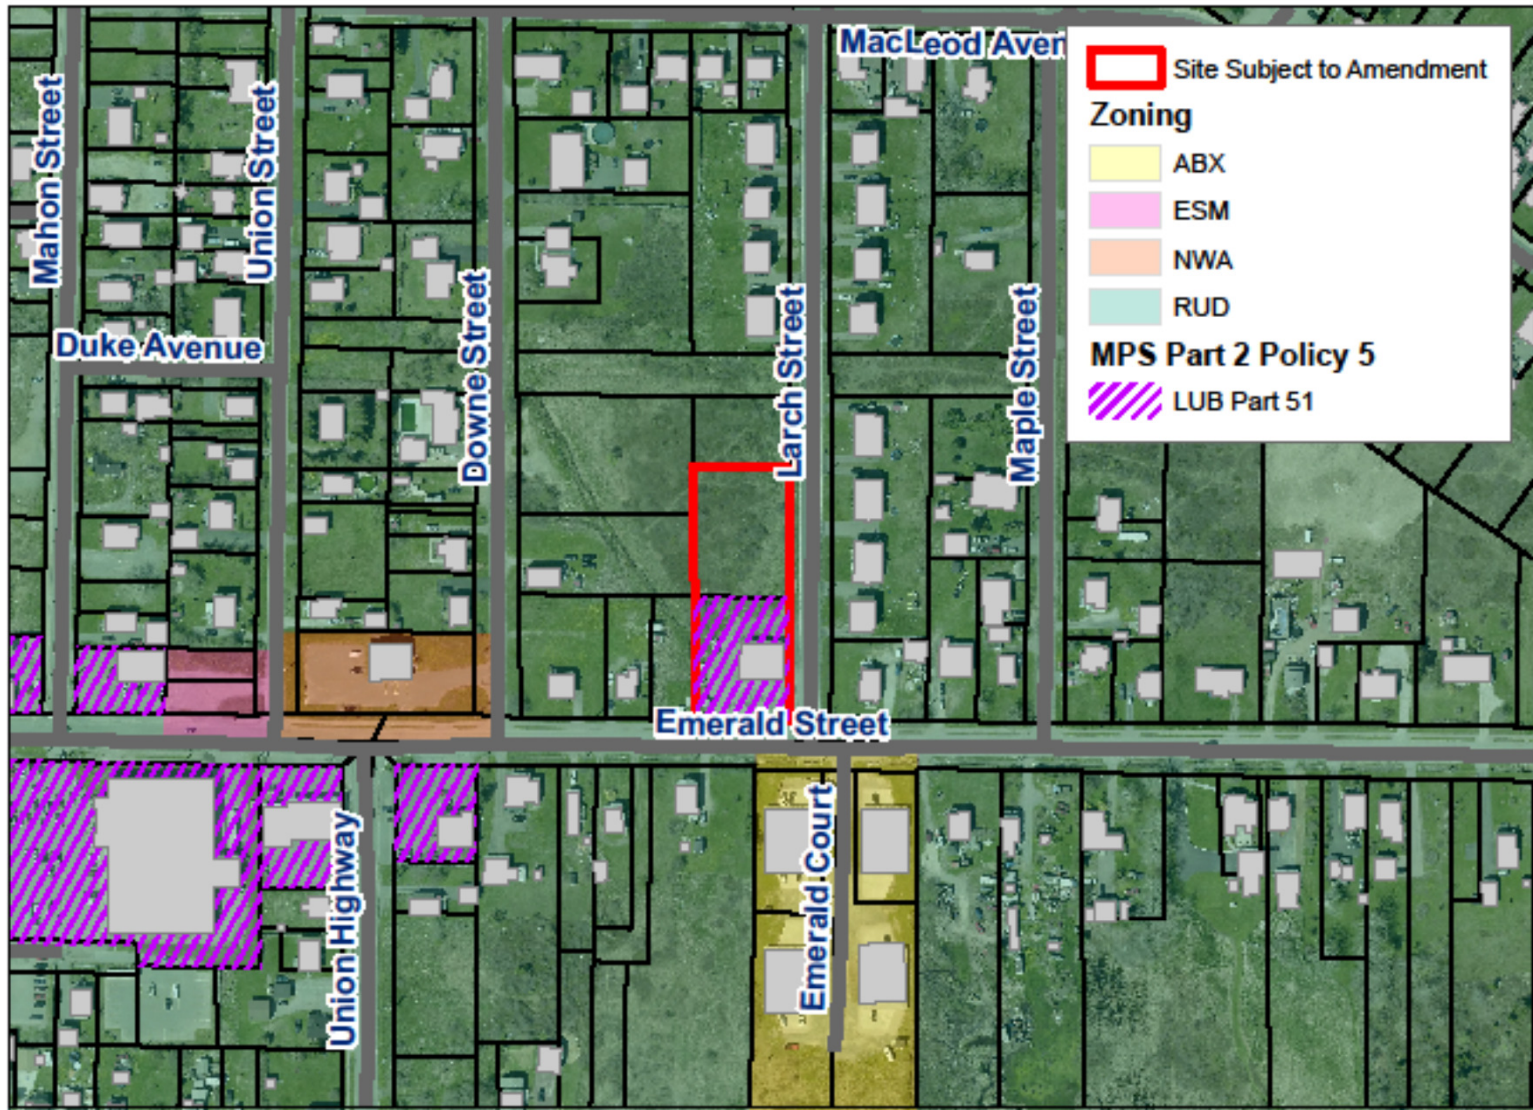 MacLeod Aven
Site Subject to Amendment
Zoning
ABX
ESM
NWA
RUD
MPS Part 2 Policy 5
LUB Part 51
Mahon Street
Union Street
Duke Avenue
Downe Street
Larch Street
Maple Street
Emerald Street
Union Highway
Emerald Court